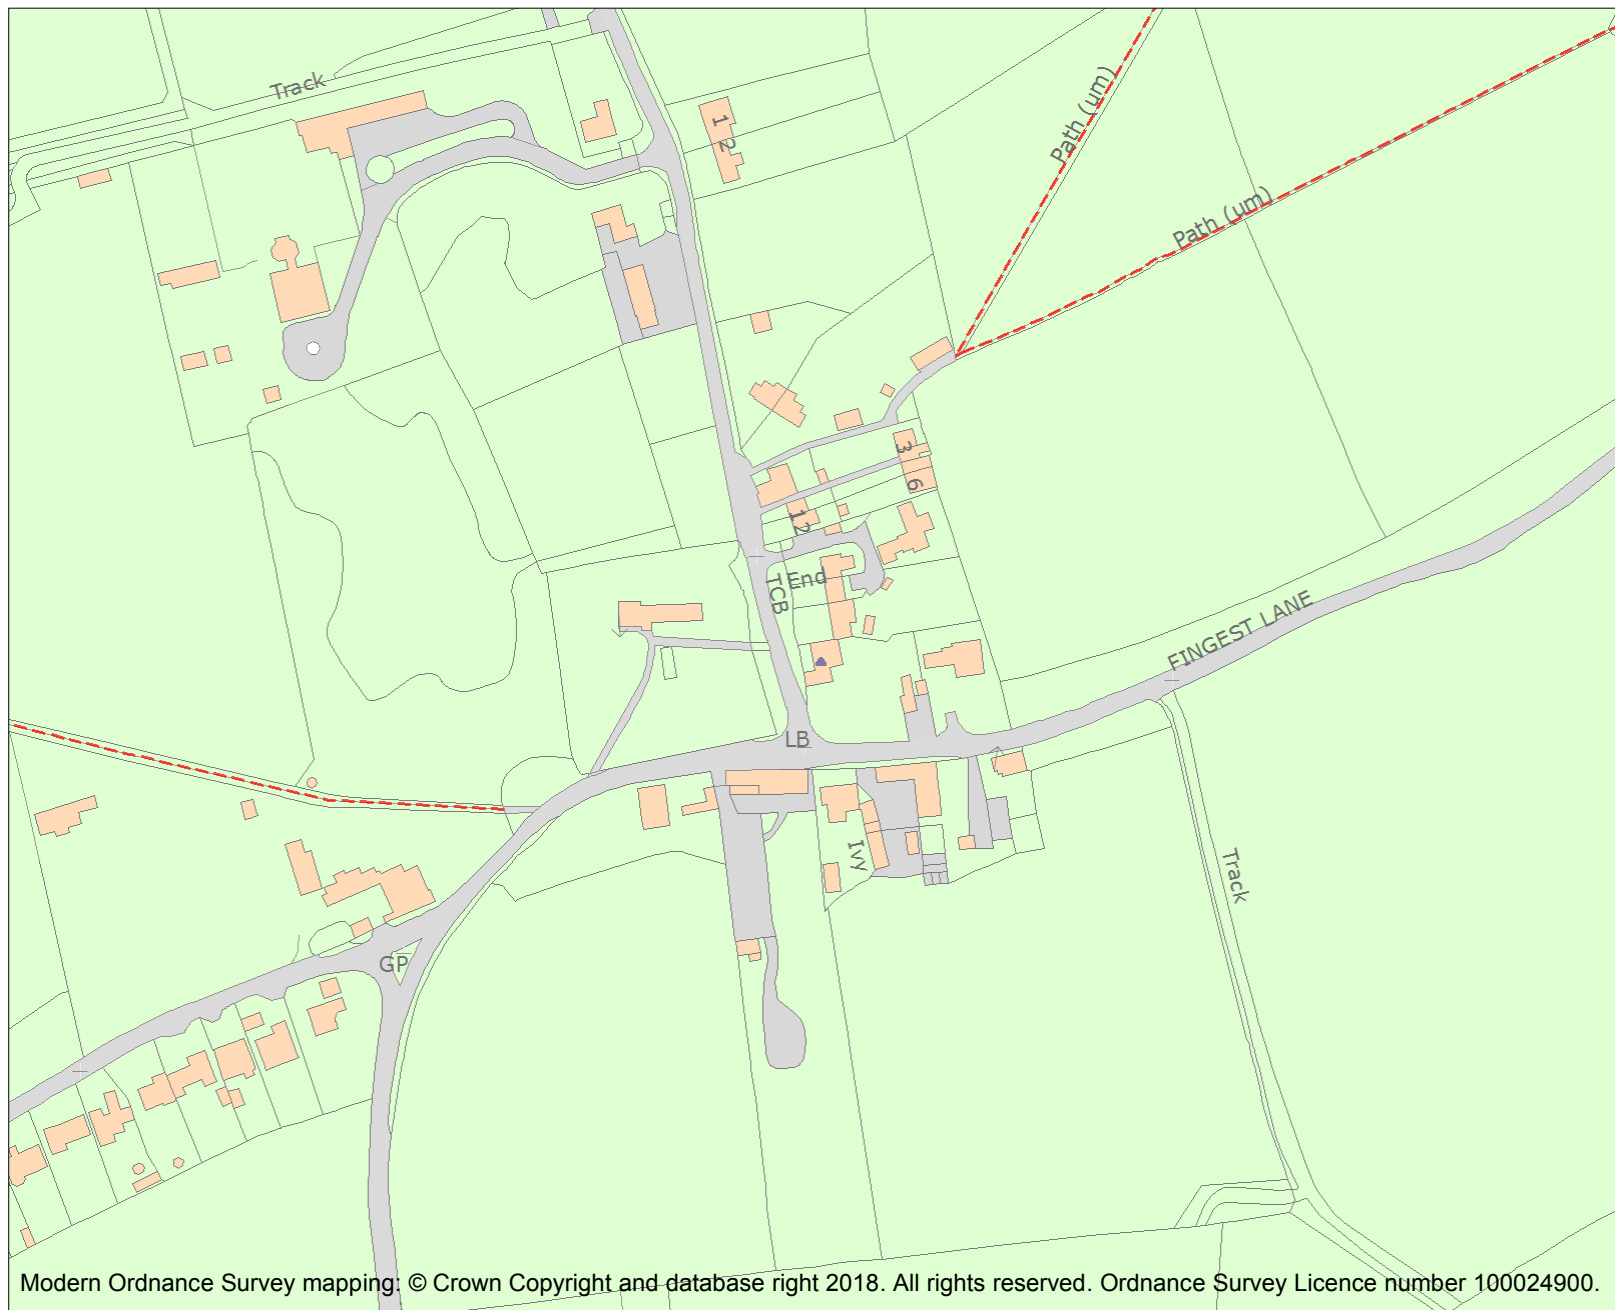 Track
Path (um)
Path (um)
1 2
3
6
1 2
End
TCB
FINGEST LANE
LB
Ivy
Track
GP
Modern Ordnance Survey mapping: © Crown Copyright and database right 2018. All rights reserved. Ordnance Survey Licence number 100024900.